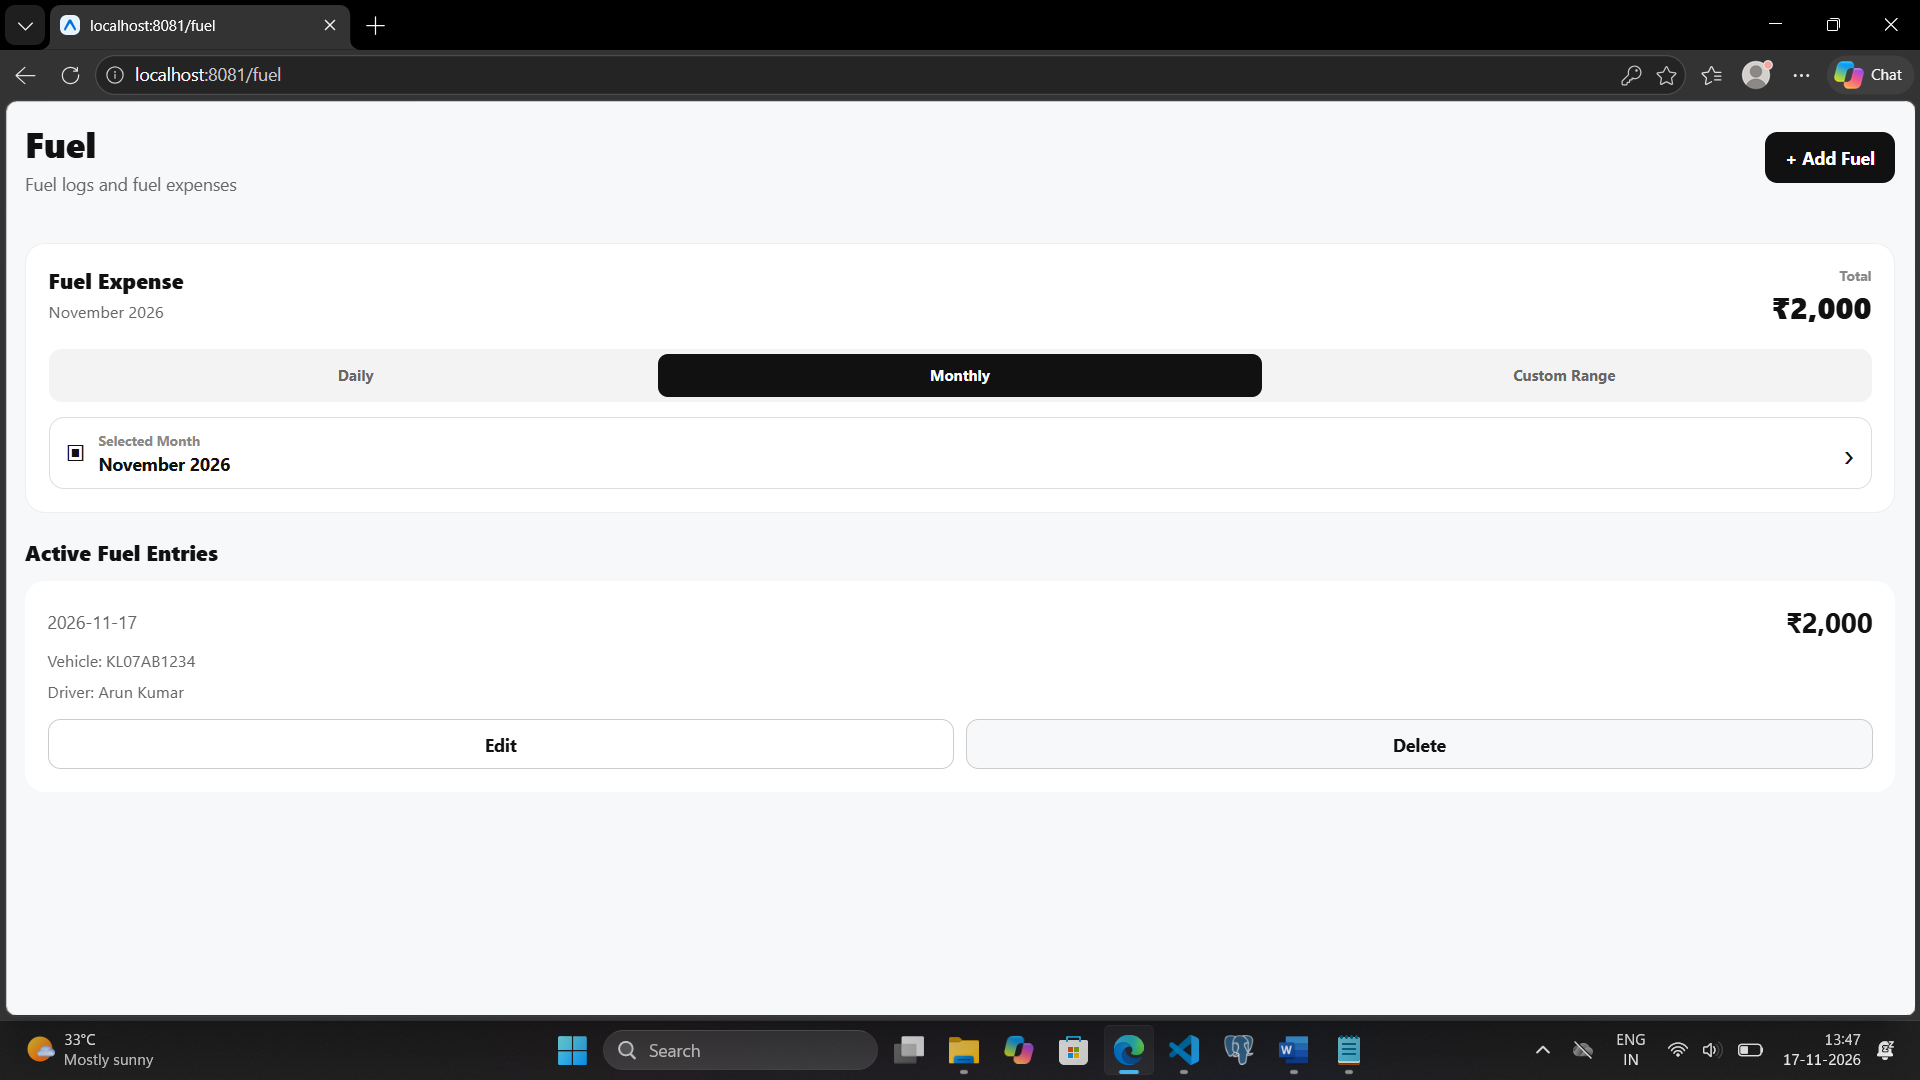 localhost:8081/fuel
localhost:8081/fuel
Chat
Fuel
Fuel logs and fuel expenses
+ Add Fuel
Fuel Expense
November 2026
Total
₹2,000
Daily
Monthly
Custom Range
Selected Month
November 2026
Active Fuel Entries
2026-11-17
₹2,000
Vehicle: KL07AB1234
Driver: Arun Kumar
Edit
Delete
33°C
Mostly sunny
Search
ENG
IN
13:47
17-11-2026